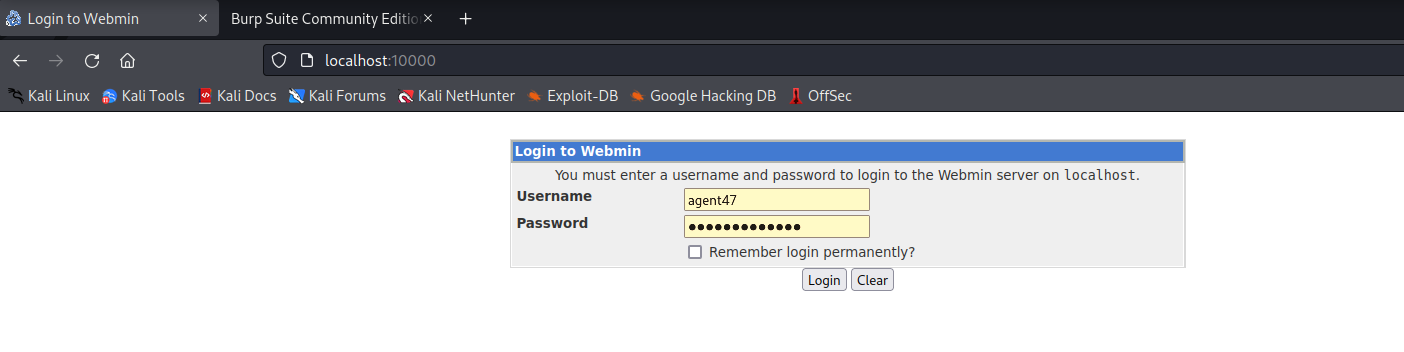 Login to Webmin
Burp Suite Community Editio
localhost:10000
Kali Linux Kali Tools Kali Docs Kali Forums Kali NetHunter Exploit-DB Google Hacking DB OffSec
Login to Webmin
You must enter a username and password to login to the Webmin server on localhost.
Username agent47
Password •••••••••••••
Remember login permanently?
Login Clear